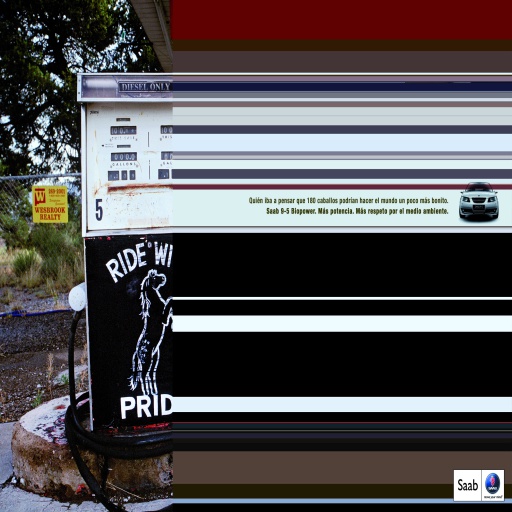 DIESEL ONLY
5
WESBROOK
REALTY
RIDE WI
PRID
Quién iba a pensar que 180 caballos podrían hacer el mundo un poco más bonito.
Saab 9-5 Biopower. Más potencia. Más respeto por el medio ambiente.
Saab